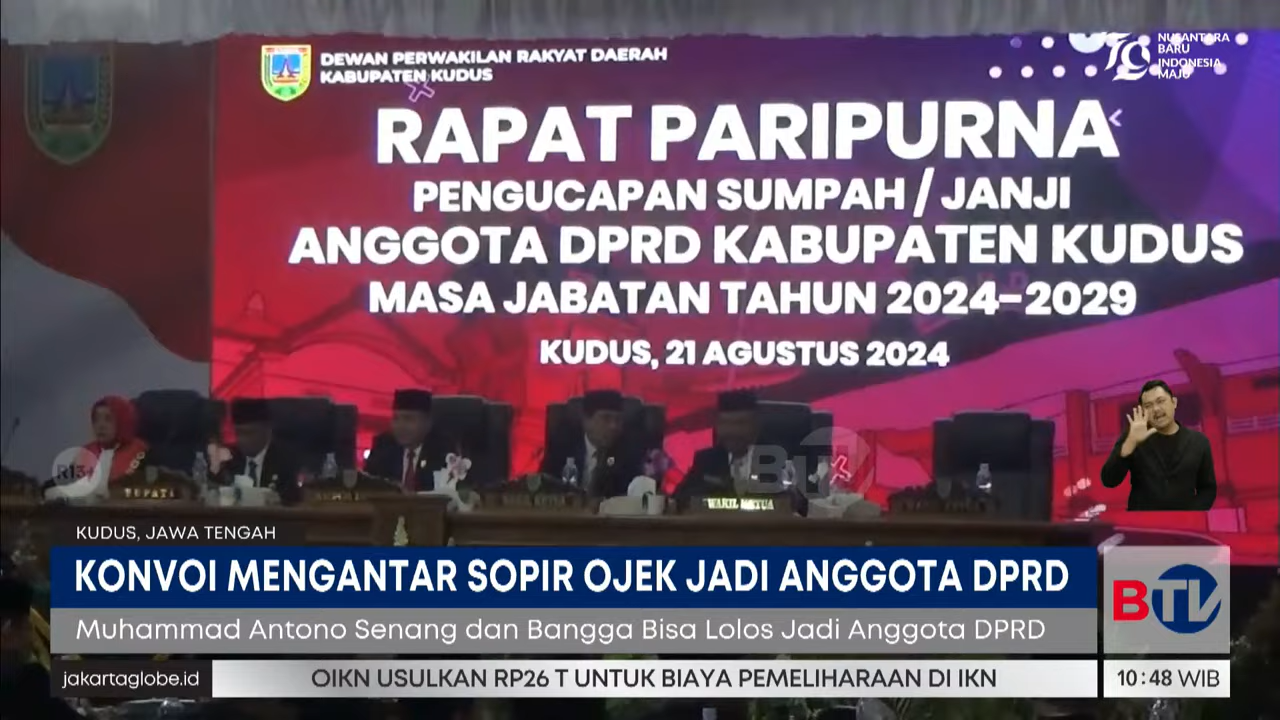 DEWAN PERWAKILAN RAKYAT DAERAH
KABUPATEN KUDUS
NUSANTARA
BARU
INDONESIA
MAJU
RAPAT PARIPURNA
PENGUCAPAN SUMPAH / JANJI
ANGGOTA DPRD KABUPATEN KUDUS
MASA JABATAN TAHUN 2024-2029
KUDUS, 21 AGUSTUS 2024
BTV
R13+
BUPATI
WAKIL KETUA
KUDUS, JAWA TENGAH
KONVOI MENGANTAR SOPIR OJEK JADI ANGGOTA DPRD
Muhammad Antono Senang dan Bangga Bisa Lolos Jadi Anggota DPRD
BTV
jakartaglobe.id
OIKN USULKAN RP26 T UNTUK BIAYA PEMELIHARAAN DI IKN
10:48 WIB